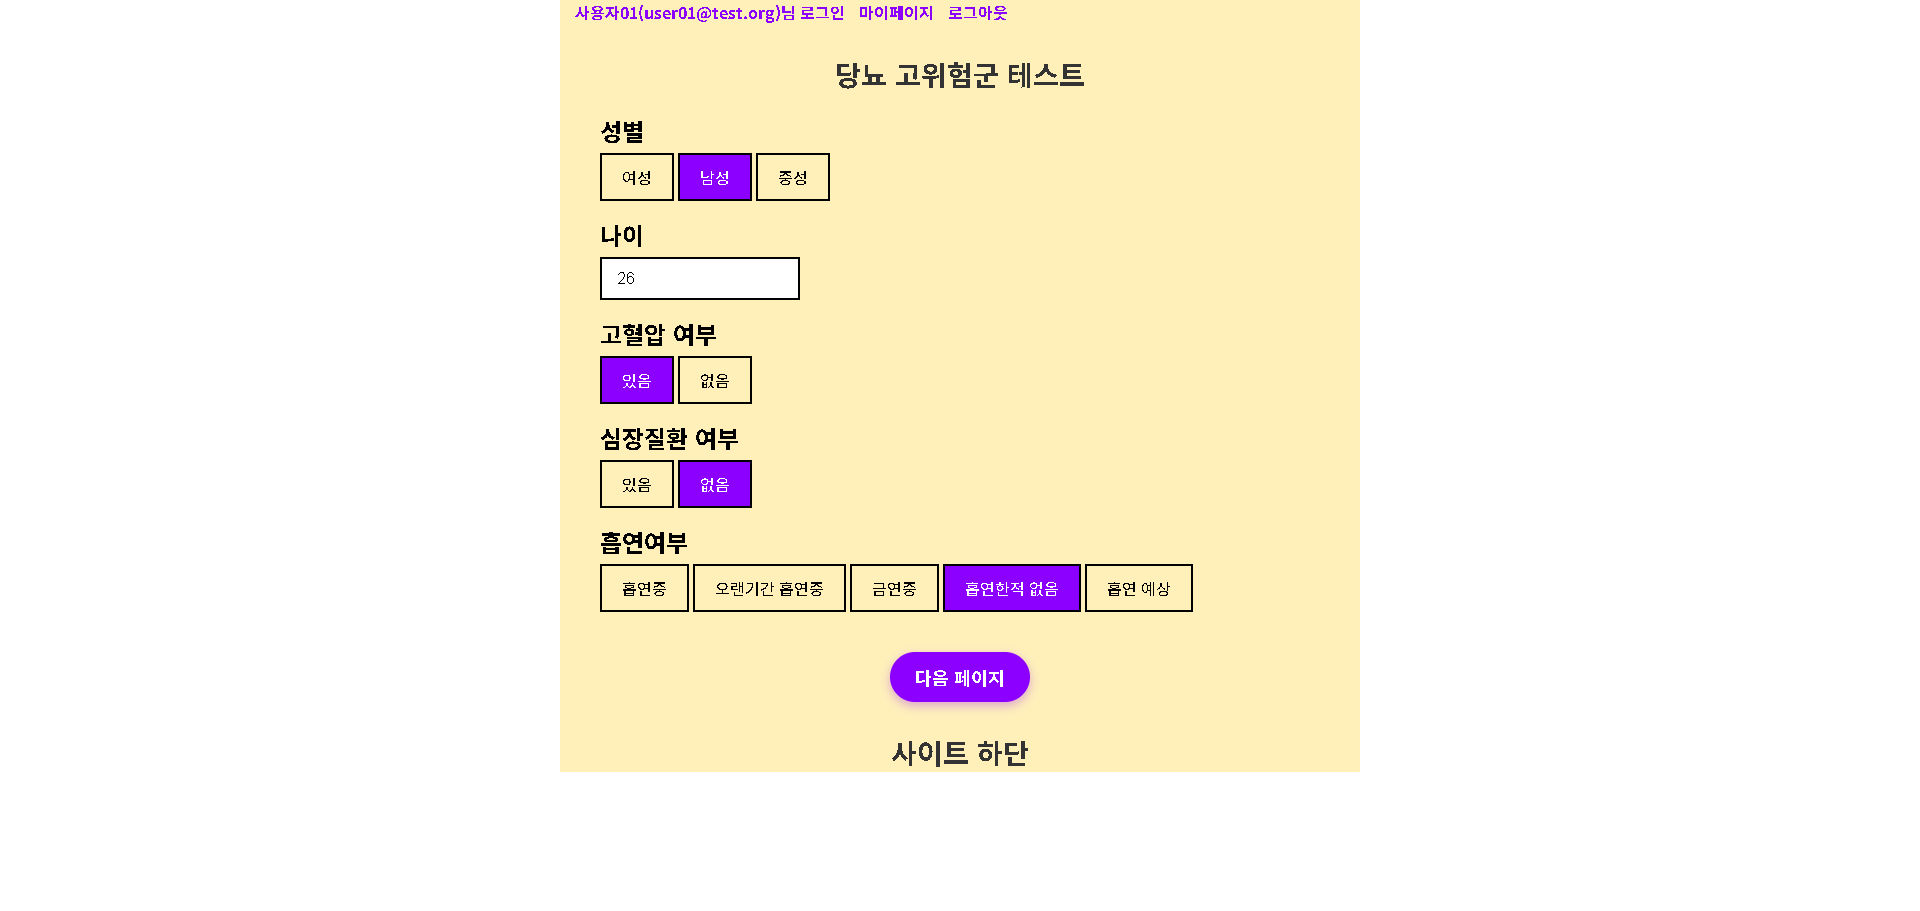 사용자01(user01@test.org)님 로그인 마이페이지 로그아웃
당뇨 고위험군 테스트
성별
여성 남성 중성
나이
26
고혈압 여부
있음 없음
심장질환 여부
있음 없음
흡연여부
흡연중 오랜기간 흡연중 금연중 흡연한적 없음 흡연 예상
다음 페이지
사이트 하단